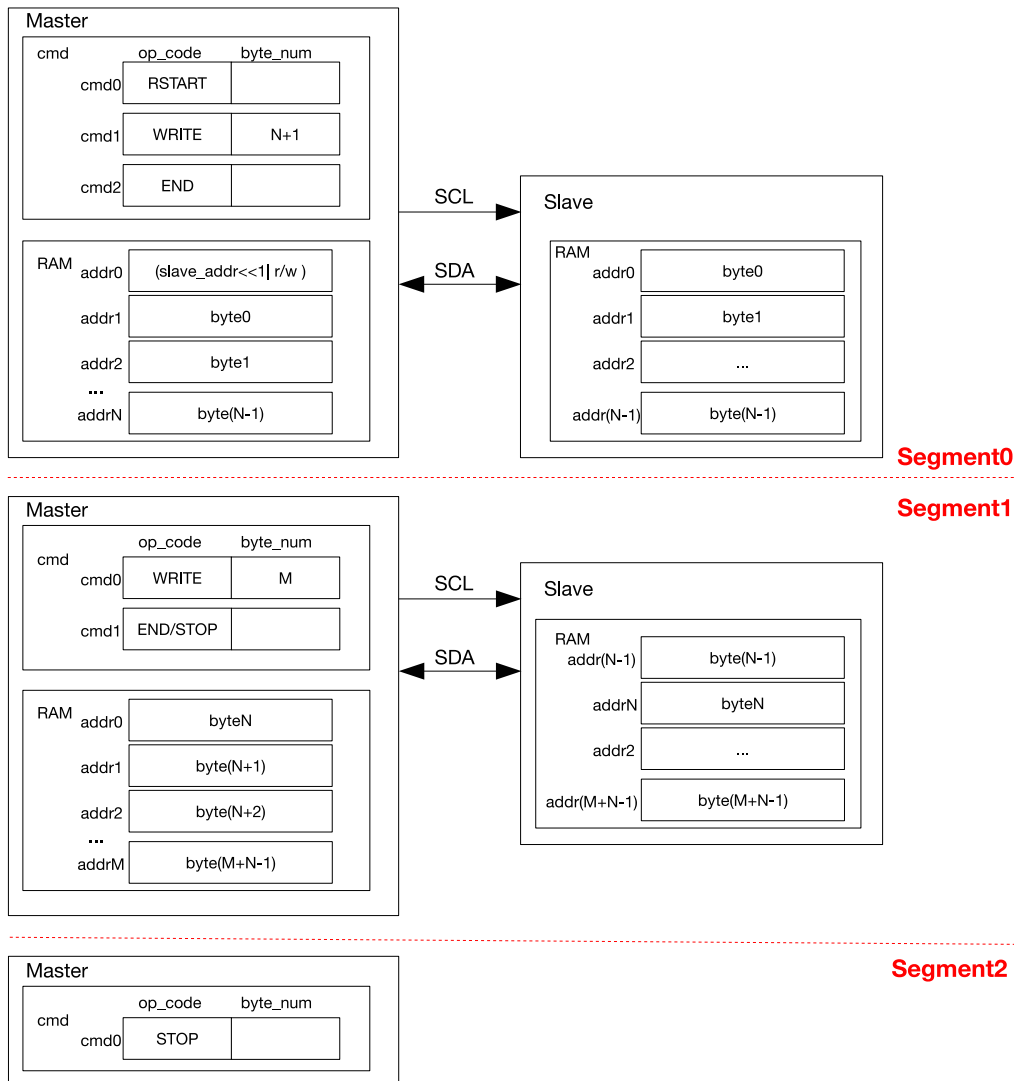 Master
cmd op_code byte_num
cmd0 RSTART
cmd1 WRITE N+1
cmd2 END
RAM
addr0 (slave_addr<<1| r/w )
addr1 byte0
addr2 byte1
...
addrN byte(N-1)
SCL
SDA
Slave
RAM
addr0 byte0
addr1 byte1
addr2 ...
addr(N-1) byte(N-1)
Segment0
Segment1
Master
op_code byte_num
cmd
cmd0 WRITE M
cmd1 END/STOP
RAM
addr0 byteN
addr1 byte(N+1)
addr2 byte(N+2)
...
addrM byte(M+N-1)
SCL
SDA
Slave
RAM
addr(N-1) byte(N-1)
addrN byteN
addr2 ...
addr(M+N-1) byte(M+N-1)
Segment2
Master
op_code byte_num
cmd
cmd0 STOP